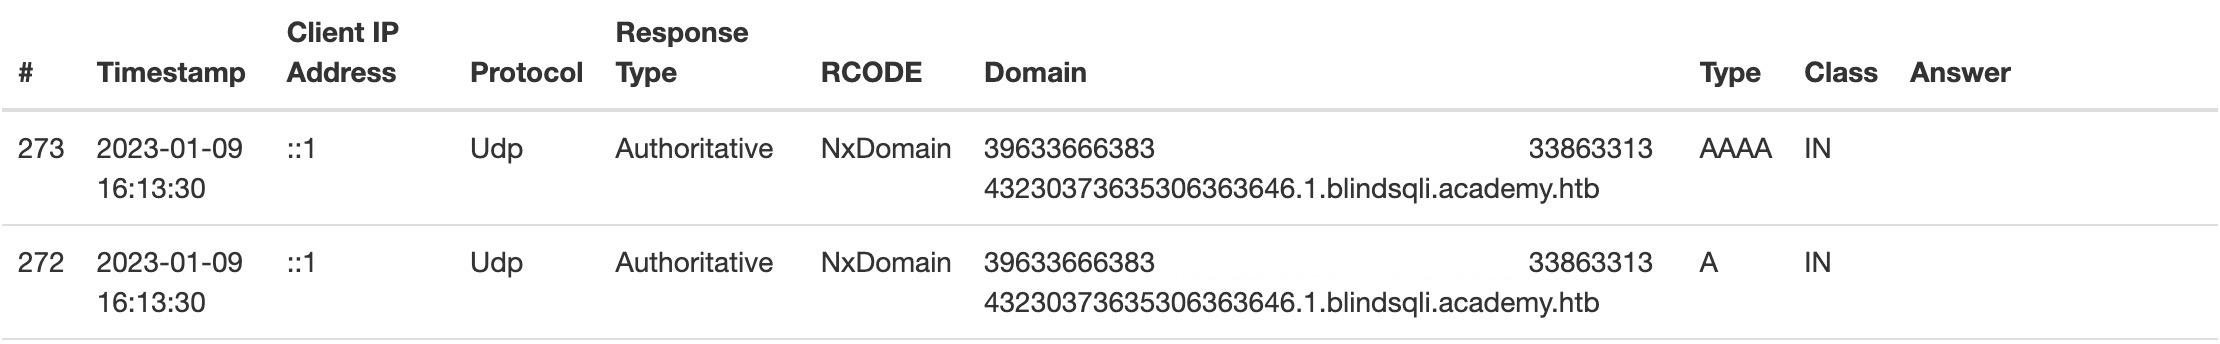 # Timestamp Client IP Address Protocol Response Type RCODE Domain Type Class Answer
273 2023-01-09 ::1 Udp Authoritative NxDomain 39633666383 33863313 AAAA IN
16:13:30 43230373635306363646.1.blindsqli.academy.htb
272 2023-01-09 ::1 Udp Authoritative NxDomain 39633666383 33863313 A IN
16:13:30 43230373635306363646.1.blindsqli.academy.htb